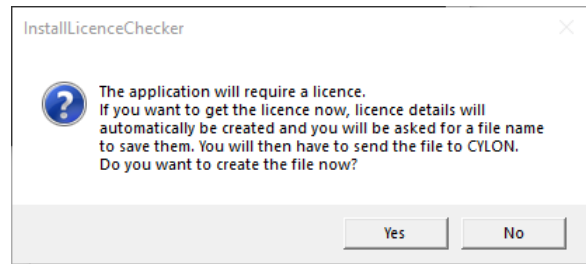 InstallLicenceChecker
The application will require a licence.
If you want to get the licence now, licence details will
automatically be created and you will be asked for a file name
to save them. You will then have to send the file to CYLON.
Do you want to create the file now?
Yes
No